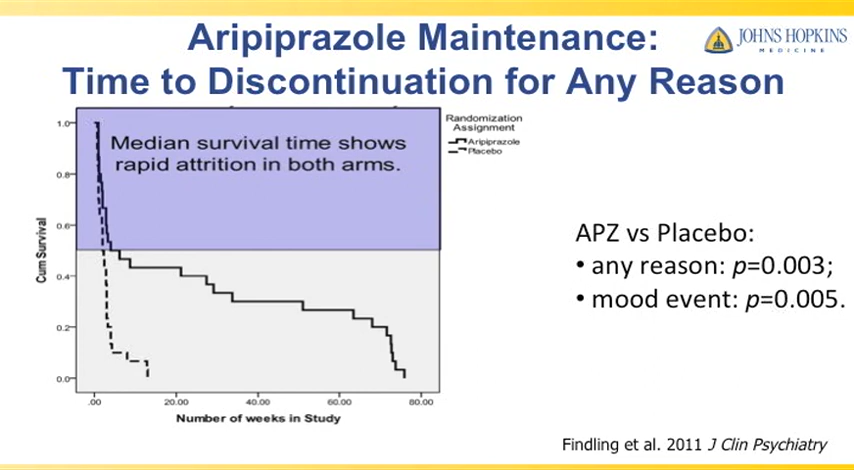 Aripiprazole Maintenance:
Time to Discontinuation for Any Reason
JOHNS HOPKINS
MEDICINE
Median survival time shows
rapid attrition in both arms.
Randomization
Assignment
Aripiprazole
Placebo
Cum Survival
1.0
0.8
0.6
0.4
0.2
0.0
.00 20.00 40.00 60.00 80.00
Number of weeks in Study
APZ vs Placebo:
• any reason: p=0.003;
• mood event: p=0.005.
Findling et al. 2011 J Clin Psychiatry